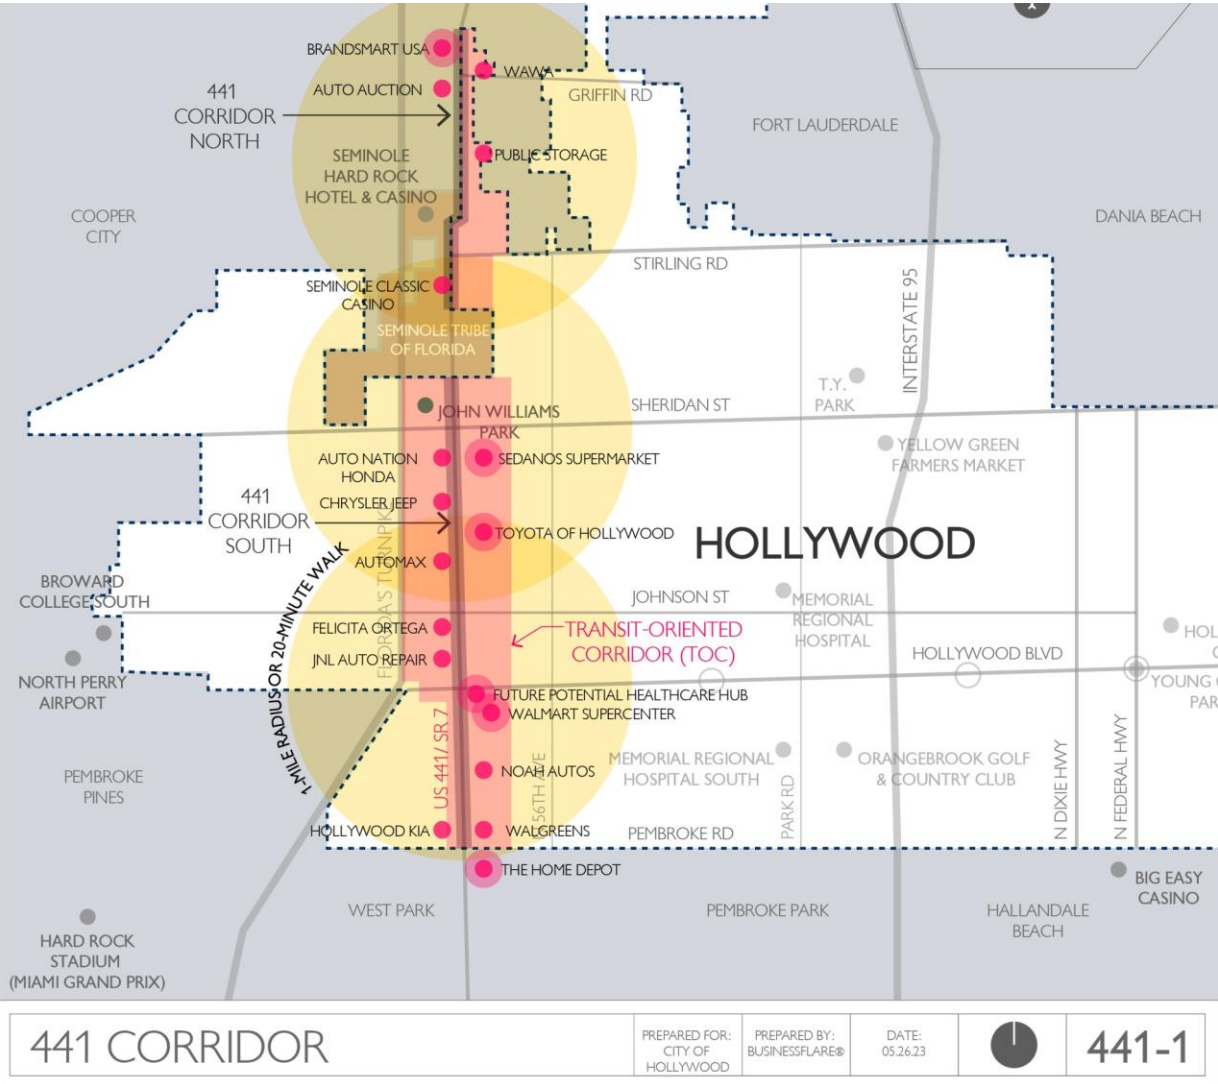 BRANDSMART USA
WAWA
441
CORRIDOR
NORTH
AUTO AUCTION
GRIFFIN RD
FORT LAUDERDALE
SEMINOLE
HARD ROCK
HOTEL & CASINO
PUBLIC STORAGE
COOPER
CITY
DANIA BEACH
STIRLING RD
INTERSTATE 95
SEMINOLE CLASSIC
CASINO
SEMINOLE TRIBE
OF FLORIDA
T.Y.
PARK
SHERIDAN ST
JOHN WILLIAMS
PARK
YELLOW GREEN
FARMERS MARKET
AUTO NATION
HONDA
SEDANOS SUPERMARKET
441
CORRIDOR
SOUTH
CHRYSLER JEEP
TOYOTA OF HOLLYWOOD
HOLLYWOOD
AUTOMAX
FLORIDA'S TURNPIKE
1-MILE RADIUS OR 20-MINUTE WALK
BROWARD
COLLEGE SOUTH
JOHNSON ST
MEMORIAL
REGIONAL
HOSPITAL
FELICITA ORTEGA
TRANSIT-ORIENTED
CORRIDOR (TOC)
HOL
JNL AUTO REPAIR
HOLLYWOOD BLVD
NORTH PERRY
AIRPORT
FUTURE POTENTIAL HEALTHCARE HUB
WALMART SUPERCENTER
YOUNG
PAR
US 441/ SR 7
NOAH AUTOS
56TH AVE
MEMORIAL REGIONAL
HOSPITAL SOUTH
PARK RD
ORANGEBROOK GOLF
& COUNTRY CLUB
N DIXIE HWY
N FEDERAL HWY
PEMBROKE
PINES
HOLLYWOOD KIA
WALGREENS
PEMBROKE RD
THE HOME DEPOT
BIG EASY
CASINO
WEST PARK
PEMBROKE PARK
HALLANDALE
BEACH
HARD ROCK
STADIUM
(MIAMI GRAND PRIX)
441 CORRIDOR
PREPARED FOR:
CITY OF
HOLLYWOOD
PREPARED BY:
BUSINESSFLARE®
DATE:
05.26.23
441-1